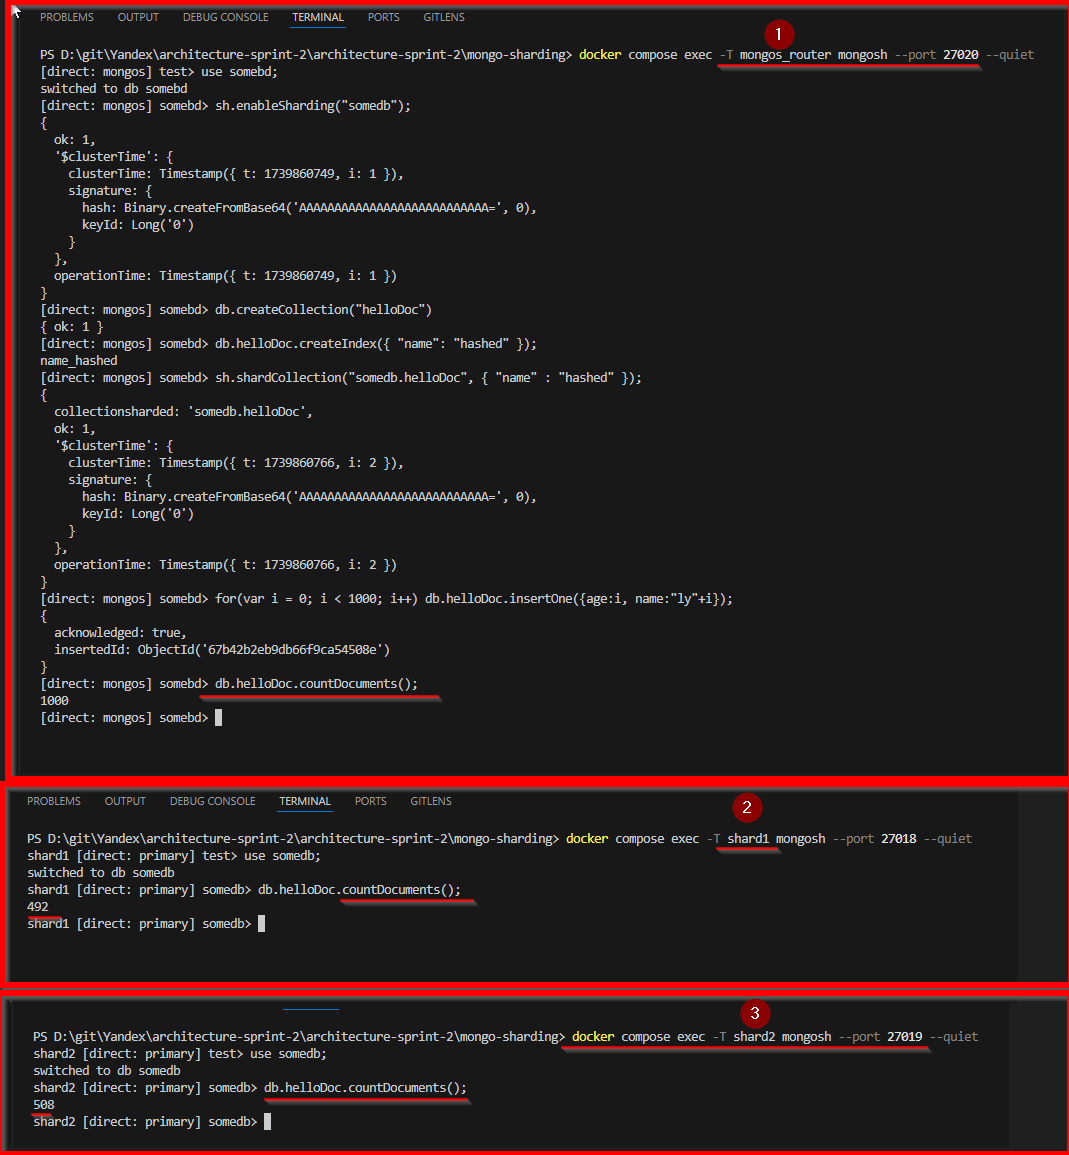 PROBLEMS OUTPUT DEBUG CONSOLE TERMINAL PORTS GITLENS
1
PS D:\git\Yandex\architecture-sprint-2\architecture-sprint-2\mongo-sharding> docker compose exec -T mongos_router mongosh --port 27020 --quiet
[direct: mongos] test> use somebd;
switched to db somebd
[direct: mongos] somebd> sh.enableSharding("somedb");
{
  ok: 1,
  '$clusterTime': {
    clusterTime: Timestamp({ t: 1739860749, i: 1 }),
    signature: {
      hash: Binary.createFromBase64('AAAAAAAAAAAAAAAAAAAAAAAAAAA=', 0),
      keyId: Long('0')
    }
  },
  operationTime: Timestamp({ t: 1739860749, i: 1 })
}
[direct: mongos] somebd> db.createCollection("helloDoc")
{ ok: 1 }
[direct: mongos] somebd> db.helloDoc.createIndex({ "name": "hashed" });
name_hashed
[direct: mongos] somebd> sh.shardCollection("somedb.helloDoc", { "name" : "hashed" });
{
  collectionsharded: 'somedb.helloDoc',
  ok: 1,
  '$clusterTime': {
    clusterTime: Timestamp({ t: 1739860766, i: 2 }),
    signature: {
      hash: Binary.createFromBase64('AAAAAAAAAAAAAAAAAAAAAAAAAAA=', 0),
      keyId: Long('0')
    }
  },
  operationTime: Timestamp({ t: 1739860766, i: 2 })
}
[direct: mongos] somebd> for(var i = 0; i < 1000; i++) db.helloDoc.insertOne({age:i, name:"ly"+i});
{
  acknowledged: true,
  insertedId: ObjectId('67b42b2eb9db66f9ca54508e')
}
[direct: mongos] somebd> db.helloDoc.countDocuments();
1000
[direct: mongos] somebd>
PROBLEMS OUTPUT DEBUG CONSOLE TERMINAL PORTS GITLENS
2
PS D:\git\Yandex\architecture-sprint-2\architecture-sprint-2\mongo-sharding> docker compose exec -T shard1 mongosh --port 27018 --quiet
shard1 [direct: primary] test> use somedb;
switched to db somedb
shard1 [direct: primary] somedb> db.helloDoc.countDocuments();
492
shard1 [direct: primary] somedb>
3
PS D:\git\Yandex\architecture-sprint-2\architecture-sprint-2\mongo-sharding> docker compose exec -T shard2 mongosh --port 27019 --quiet
shard2 [direct: primary] test> use somedb;
switched to db somedb
shard2 [direct: primary] somedb> db.helloDoc.countDocuments();
508
shard2 [direct: primary] somedb>